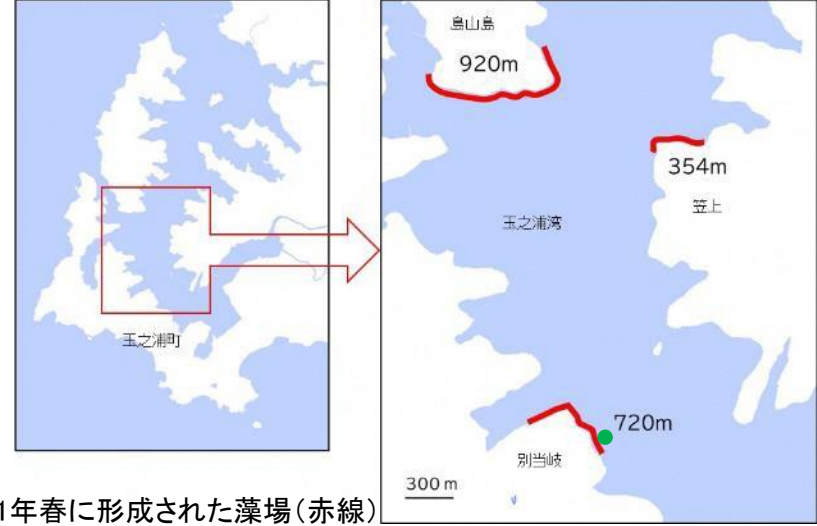 島山島
920m
354m
笠上
玉之浦湾
玉之浦町
720m
別当岐
300 m
1年春に形成された藻場(赤線)